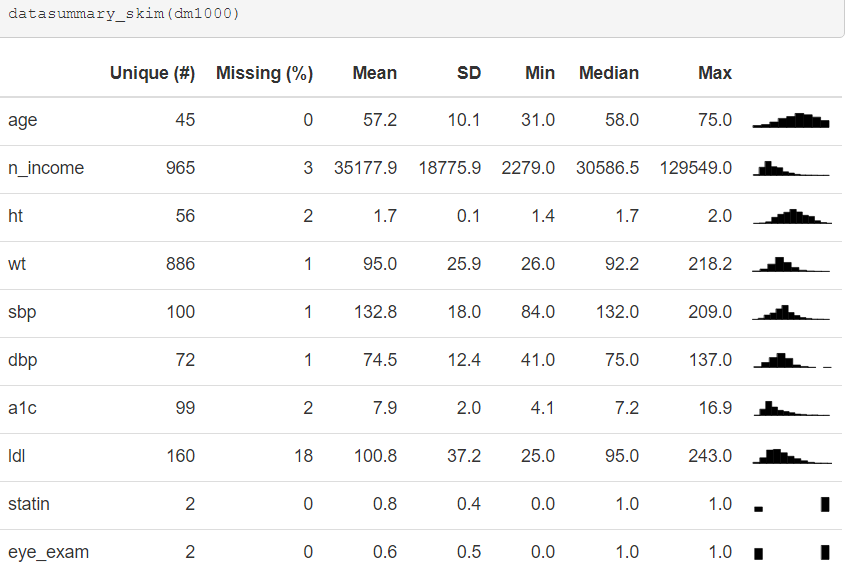 datasummary_skim(dm1000)
Unique (#) Missing (%) Mean SD Min Median Max
age 45 0 57.2 10.1 31.0 58.0 75.0
n_income 965 3 35177.9 18775.9 2279.0 30586.5 129549.0
ht 56 2 1.7 0.1 1.4 1.7 2.0
wt 886 1 95.0 25.9 26.0 92.2 218.2
sbp 100 1 132.8 18.0 84.0 132.0 209.0
dbp 72 1 74.5 12.4 41.0 75.0 137.0
a1c 99 2 7.9 2.0 4.1 7.2 16.9
ldl 160 18 100.8 37.2 25.0 95.0 243.0
statin 2 0 0.8 0.4 0.0 1.0 1.0
eye_exam 2 0 0.6 0.5 0.0 1.0 1.0